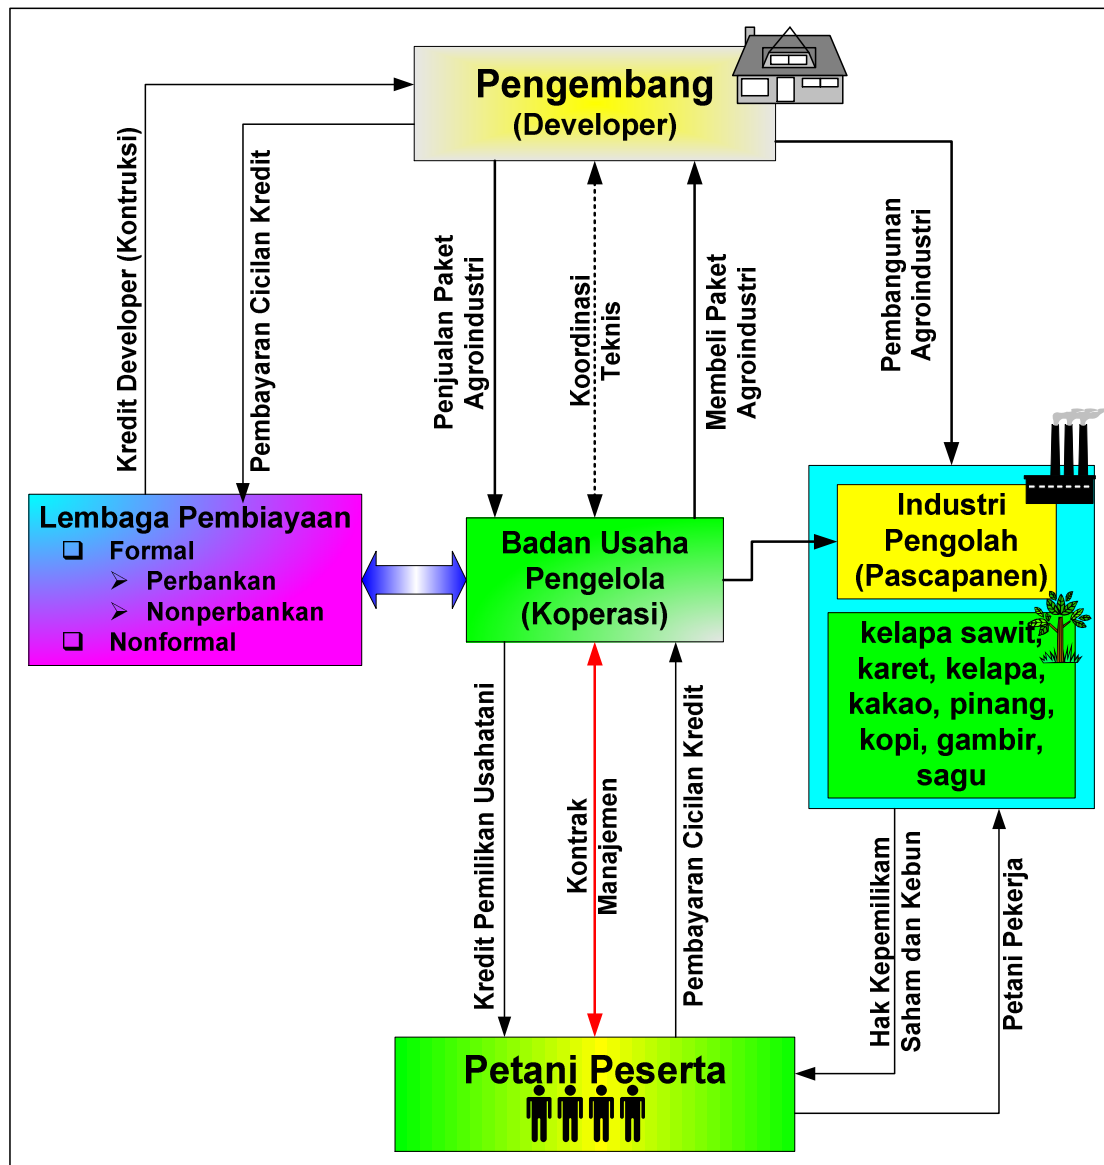 Pengembang
(Developer)
Kredit Developer (Kontruksi)
Pembayaran Cicilan Kredit
Penjualan Paket
Agroindustri
Koordinasi
Teknis
Membeli Paket
Agroindustri
Pembangunan
Agroindustri
Lembaga Pembiayaan
Formal
Perbankan
Nonperbankan
Nonformal
Badan Usaha
Pengelola
(Koperasi)
Industri
Pengolah
(Pascapanen)
kelapa sawit,
karet, kelapa,
kakao, pinang,
kopi, gambir,
sagu
Kredit Pemilikan Usahatani
Kontrak
Manajemen
Pembayaran Cicilan Kredit
Hak Kepemilikam
Saham dan Kebun
Petani Pekerja
Petani Peserta